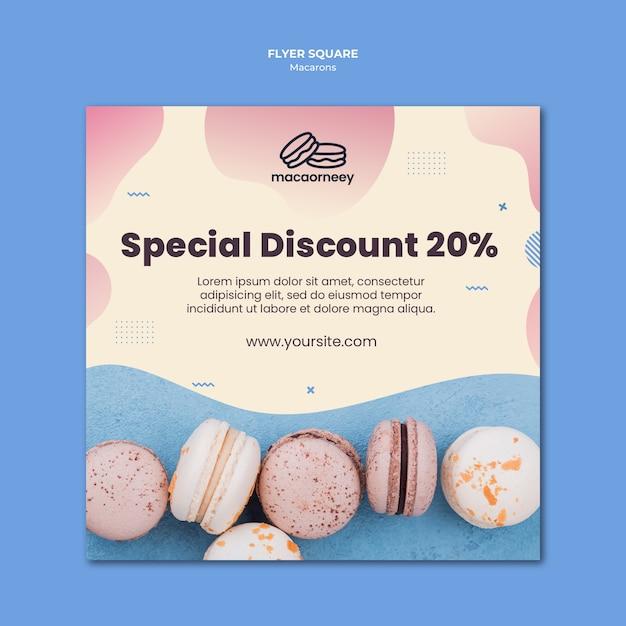 FLYER SQUARE
Macarons
macaorneey
Special Discount 20%
Lorem ipsum dolor sit amet, consectetur
adipisicing elit, sed do eiusmod tempor
incididunt ut labore et dolore magna aliqua.
www.yoursite.com